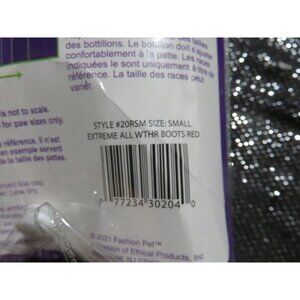 des bottillons. Le botillon doit s'ajuster
confortablement à la patte. Les races
indiquées le sont uniquement à titre de
référence. La taille des races peut
varier.
is not to scale.
for paw sizes only.
référence. Il n'est
en exemple servent
de la taille des pattes.
STYLE #20RSM SIZE: SMALL
EXTREME ALL WTHR BOOTS RED
0 77234 30204 0
© 2021 Fashion Pet™
Division of Ethical Products, Inc.